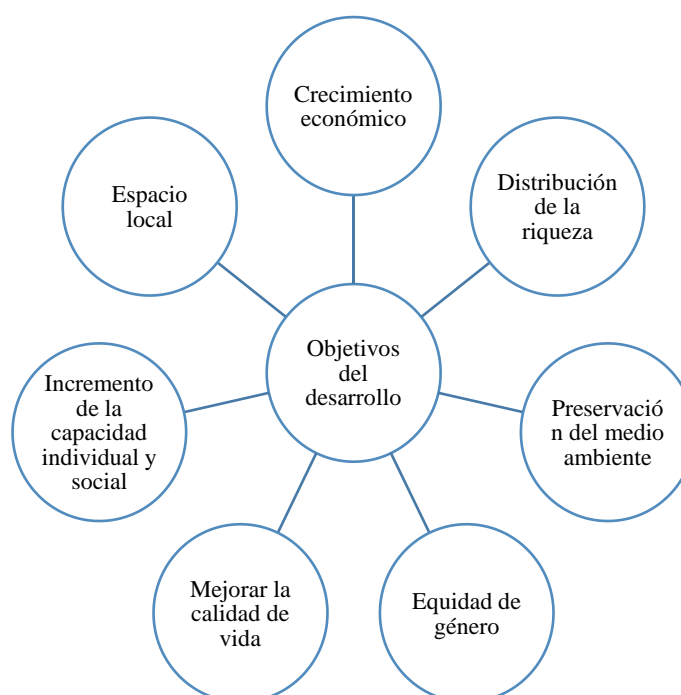 Crecimiento
económico
Distribución
de la
riqueza
Preservació
n del medio
ambiente
Equidad de
género
Mejorar la
calidad de
vida
Incremento
de la
capacidad
individual y
social
Espacio
local
Objetivos
del
desarrollo